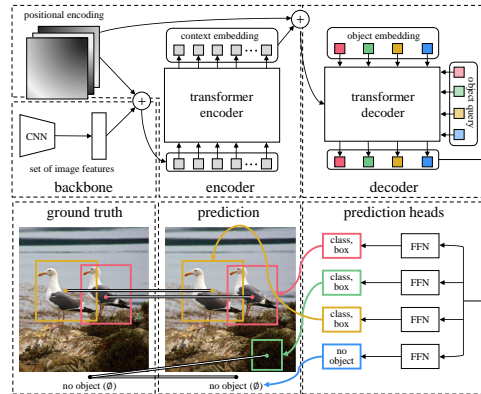 positional encoding
context embedding
object embedding
transformer
encoder
transformer
decoder
object query
CNN
set of image features
backbone
encoder
decoder
ground truth
prediction
prediction heads
class,
box
FFN
class,
box
FFN
class,
box
FFN
no
object
FFN
no object (∅)
no object (∅)